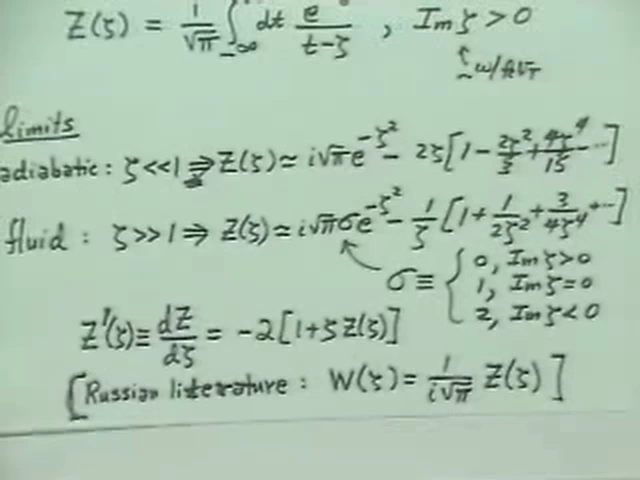 Z(ζ) = 1/√π ∫_{-∞} dt e/(t-ζ) , Im ζ > 0
~ω/kv_T
limits
adiabatic: ζ<<1 ⇒ Z(ζ) ≃ i√π e^{-ζ²} - 2ζ[1 - 2ζ²/3 + 4ζ⁴/15 - ...]
fluid: ζ>>1 ⇒ Z(ζ) ≃ i√π σ e^{-ζ²} - 1/ζ [1 + 1/2ζ² + 3/4ζ⁴ + ...]
σ ≡ { 0, Im ζ>0
1, Im ζ=0
2, Im ζ<0
Z'(ζ) ≡ dZ/dζ = -2[1+ζZ(ζ)]
[Russian literature: W(ζ) = 1/i√π Z(ζ)]